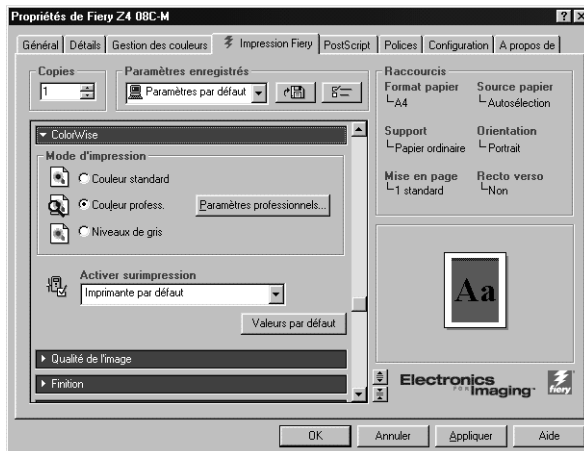 Propriétés de Fiery Z4 08C-M
Général Détails Gestion des couleurs Impression Fiery PostScript Polices Configuration A propos de
Copies
1
Paramètres enregistrés
Paramètres par défaut
ColorWise
Mode d'impression
Couleur standard
Couleur profess.
Paramètres professionnels...
Niveaux de gris
Activer surimpression
Imprimante par défaut
Valeurs par défaut
Qualité de l'image
Finition
Raccourcis
Format papier
A4
Source papier
Autosélection
Support
Papier ordinaire
Orientation
Portrait
Mise en page
1 standard
Recto verso
Non
Aa
Electronics
FOR Imaging
fiery
OK Annuler Appliquer Aide